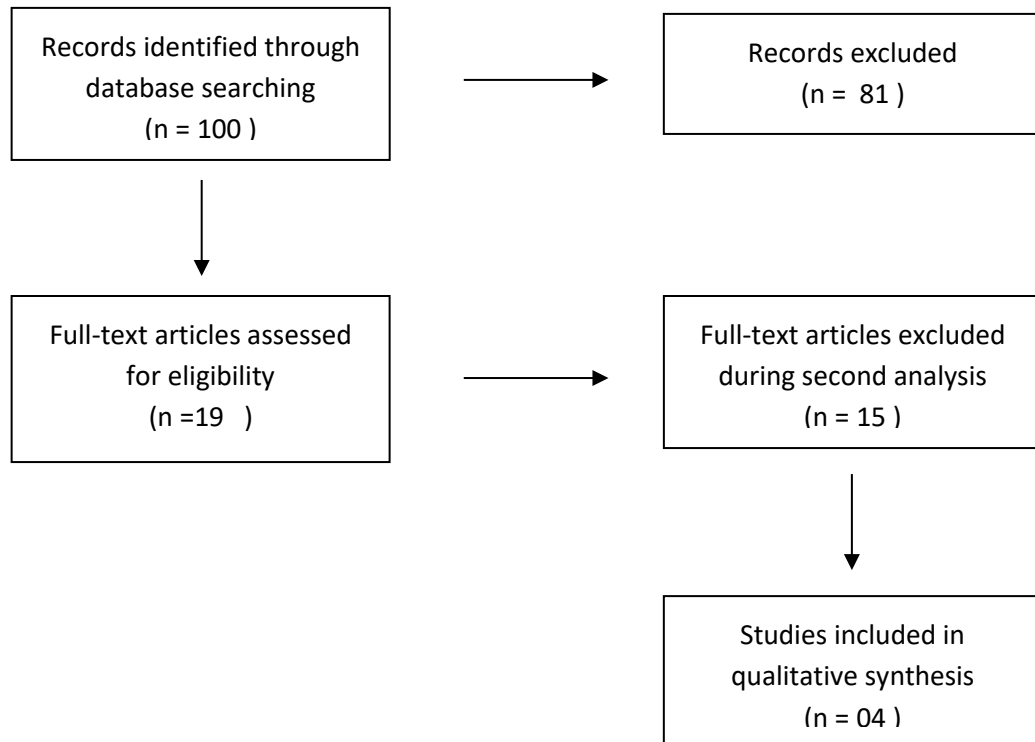 Records identified through
database searching
(n = 100 )
Records excluded
(n =  81 )
Full-text articles assessed
for eligibility
(n =19   )
Full-text articles excluded
during second analysis
(n = 15 )
Studies included in
qualitative synthesis
(n = 04 )